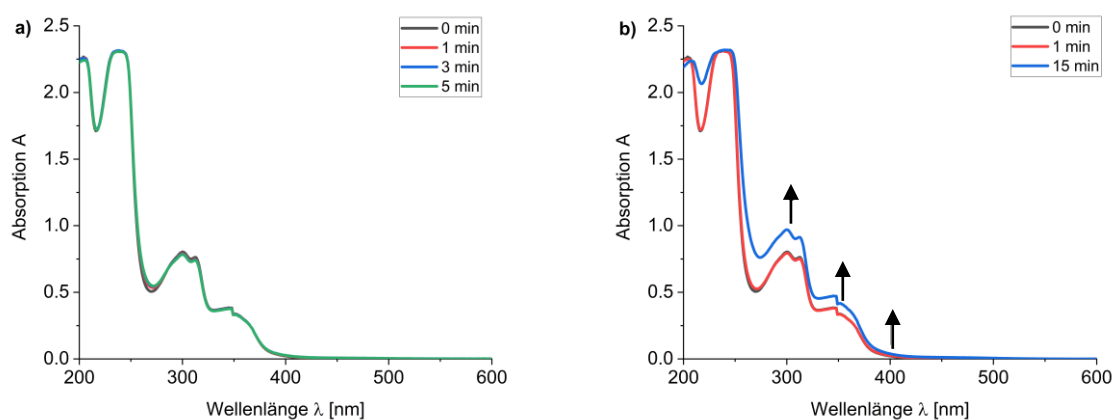 a)
0 min
1 min
3 min
5 min
2.5
2.0
1.5
1.0
0.5
0.0
Absorption A
200 300 400 500 600
Wellenlänge λ [nm]
b)
0 min
1 min
15 min
2.5
2.0
1.5
1.0
0.5
0.0
Absorption A
200 300 400 500 600
Wellenlänge λ [nm]